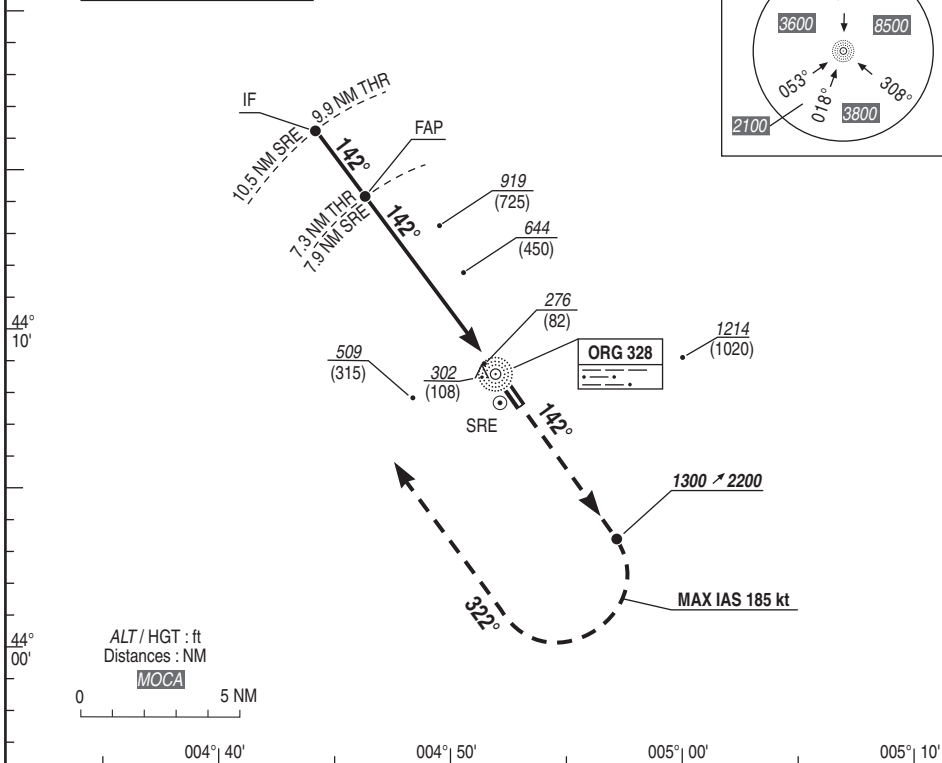 3600
8500
053°
018°
308°
3800
2100
IF
9.9 NM THR
10.5 NM SRE
142°
FAP
7.3 NM THR
7.9 NM SRE
142°
919
(725)
644
(450)
276
(82)
44°
10'
509
(315)
302
(108)
ORG 328
1214
(1020)
SRE
142°
1300 ➚ 2200
MAX IAS 185 kt
322°
44°
00'
ALT / HGT : ft
Distances : NM
MOCA
0 5 NM
004° 40' 004° 50' 005° 00' 005° 10'